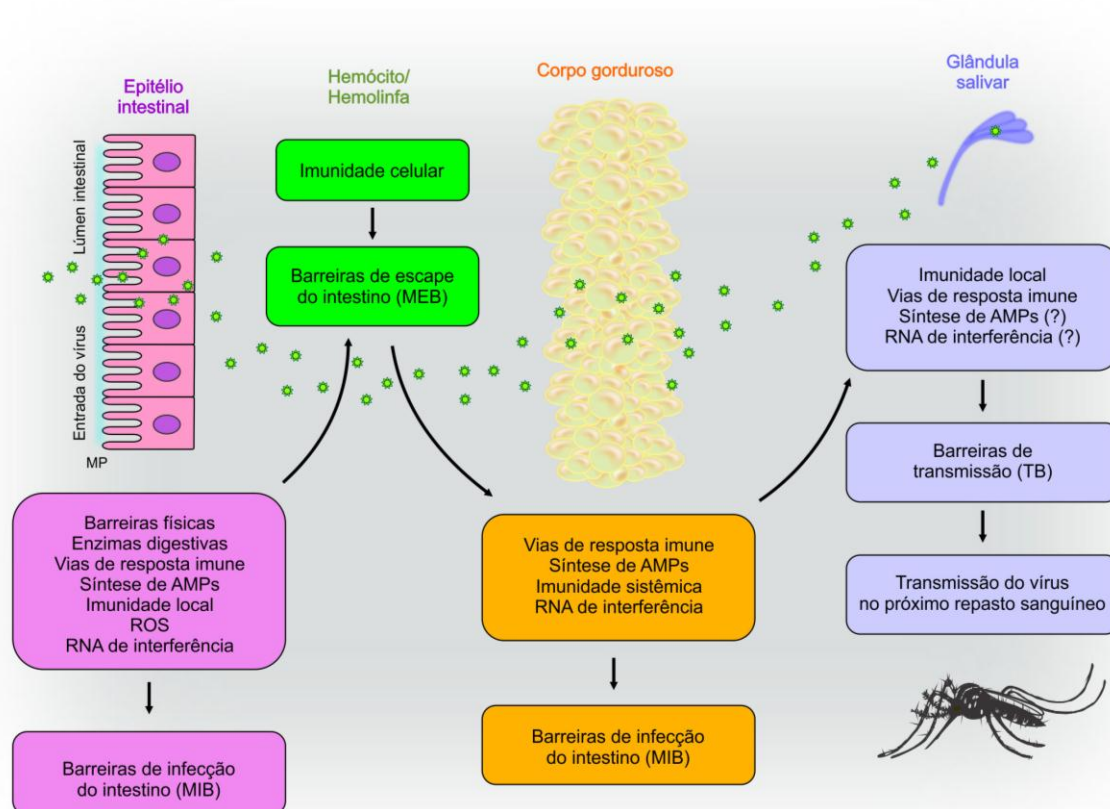 Epitélio
intestinal
Hemócito/
Hemolinfa
Corpo gorduroso
Glândula
salivar
Lúmen intestinal
Entrada do vírus
MP
Imunidade celular
Barreiras de escape
do intestino (MEB)
Barreiras físicas
Enzimas digestivas
Vias de resposta imune
Síntese de AMPs
Imunidade local
ROS
RNA de interferência
Barreiras de infecção
do intestino (MIB)
Vias de resposta imune
Síntese de AMPs
Imunidade sistêmica
RNA de interferência
Barreiras de infecção
do intestino (MIB)
Imunidade local
Vias de resposta imune
Síntese de AMPs (?)
RNA de interferência (?)
Barreiras de
transmissão (TB)
Transmissão do vírus
no próximo repasto sanguíneo